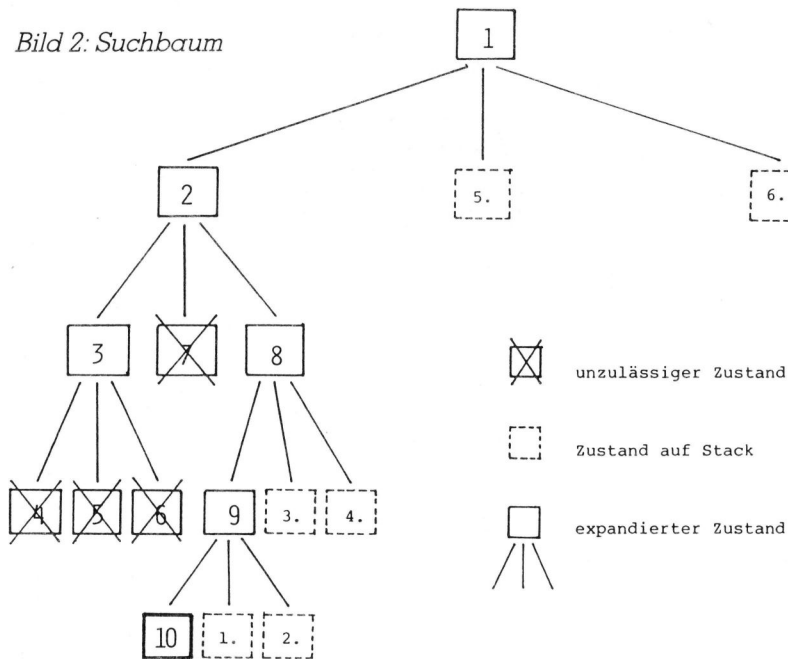 Bild 2: Suchbaum
1
2 5. 6.
3 7 8
unzulässiger Zustand
Zustand auf Stack
4 5 6 9 3. 4.
expandierter Zustand
10 1. 2.